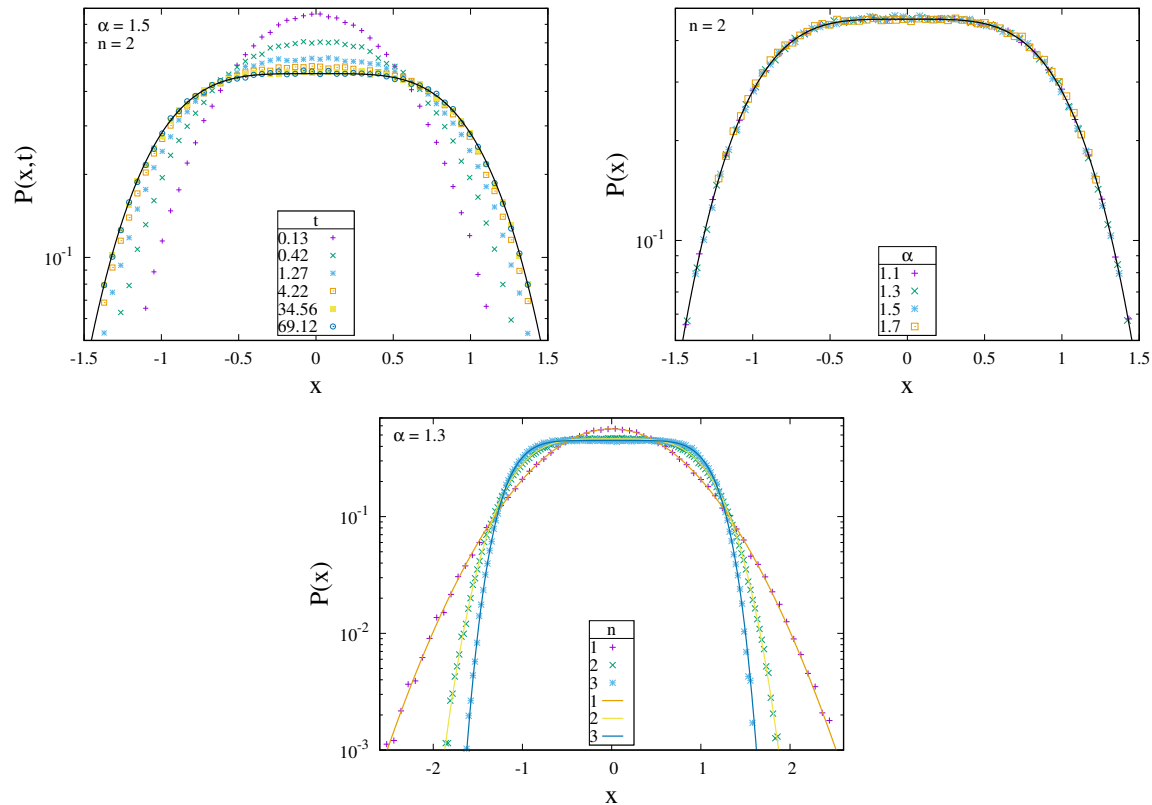 α = 1.5
n = 2
P(x,t)
10⁻¹
t
0.13
0.42
1.27
4.22
34.56
69.12
-1.5 -1 -0.5 0 0.5 1 1.5
x
n = 2
P(x)
10⁻¹
α
1.1
1.3
1.5
1.7
-1.5 -1 -0.5 0 0.5 1 1.5
x
α = 1.3
P(x)
10⁻¹
10⁻²
10⁻³
n
1
2
3
1
2
3
-2 -1 0 1 2
x